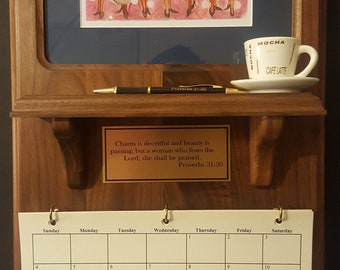 MOCHA
CAFE LATTE
Charm is deceitful and beauty is
passing; but a woman who fears the
Lord, she shall be praised.
Proverbs 31:30
Sunday Monday Tuesday Wednesday Thursday Friday Saturday
1 2 3
4 5 6 7 8 9 10